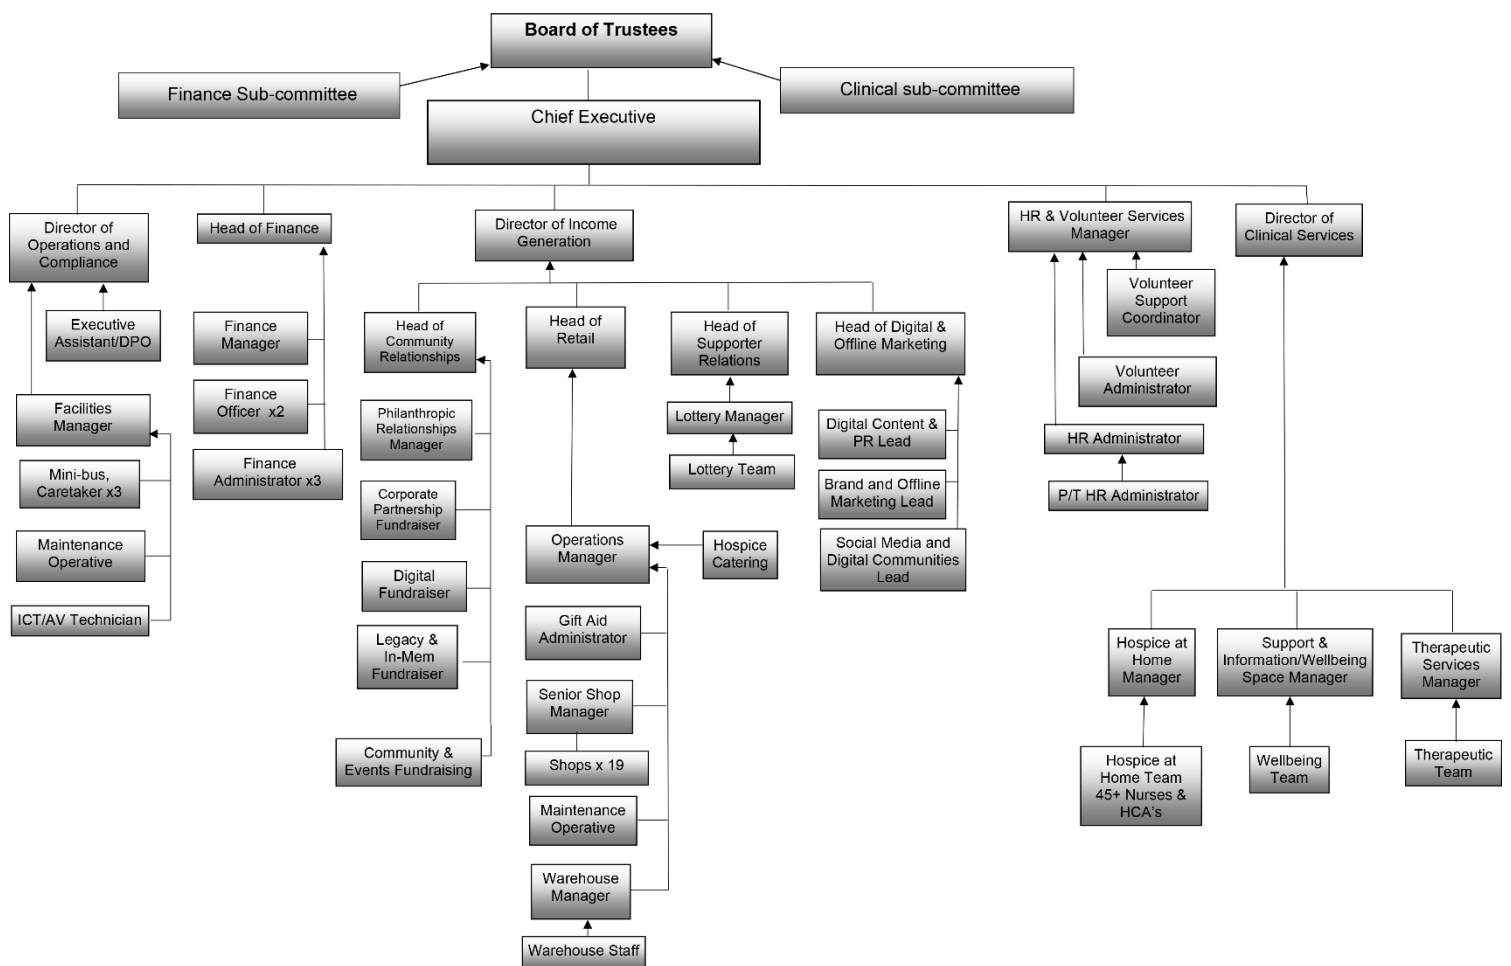 Board of Trustees
Finance Sub-committee
Clinical sub-committee
Chief Executive
Director of
Operations and
Compliance
Head of Finance
Director of Income
Generation
HR & Volunteer Services
Manager
Director of
Clinical Services
Executive
Assistant/DPO
Facilities
Manager
Mini-bus,
Caretaker x3
Maintenance
Operative
ICT/AV Technician
Finance
Manager
Finance
Officer x2
Finance
Administrator x3
Head of
Community
Relationships
Philanthropic
Relationships
Manager
Corporate
Partnership
Fundraiser
Digital
Fundraiser
Legacy &
In-Mem
Fundraiser
Community &
Events Fundraising
Head of
Retail
Operations
Manager
Hospice
Catering
Gift Aid
Administrator
Senior Shop
Manager
Shops x 19
Maintenance
Operative
Warehouse
Manager
Warehouse Staff
Head of
Supporter
Relations
Lottery Manager
Lottery Team
Head of Digital &
Offline Marketing
Digital Content &
PR Lead
Brand and Offline
Marketing Lead
Social Media and
Digital Communities
Lead
Volunteer
Support
Coordinator
Volunteer
Administrator
HR Administrator
P/T HR Administrator
Hospice at
Home
Manager
Hospice at
Home Team
45+ Nurses &
HCA's
Support &
Information/Wellbeing
Space Manager
Wellbeing
Team
Therapeutic
Services
Manager
Therapeutic
Team